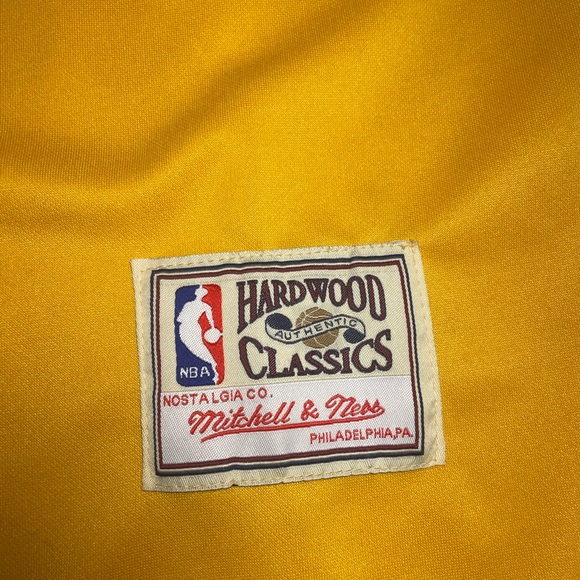 HARDWOOD
AUTHENTIC
CLASSICS
NBA
NOSTALGIA CO.
Mitchell & Ness
PHILADELPHIA,PA.